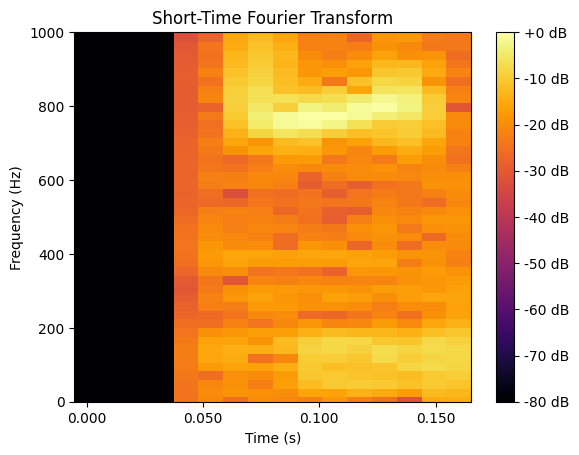 Short-Time Fourier Transform
1000
800
600
400
200
0
Frequency (Hz)
0.000
0.050
0.100
0.150
Time (s)
+0 dB
-10 dB
-20 dB
-30 dB
-40 dB
-50 dB
-60 dB
-70 dB
-80 dB